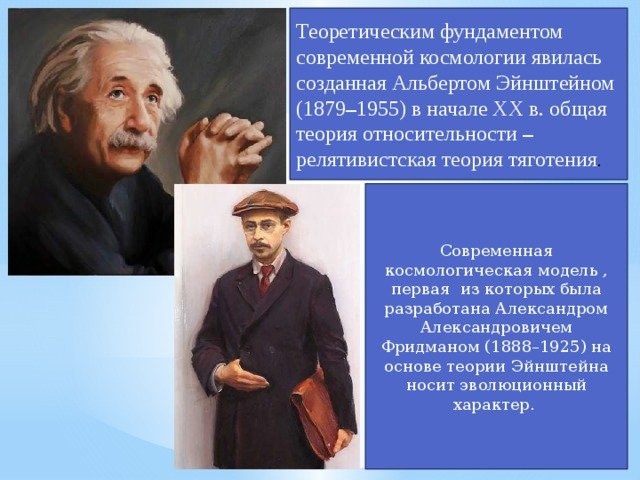 Теоретическим фундаментом
современной космологии явилась
созданная Альбертом Эйнштейном
(1879–1955) в начале XX в. общая
теория относительности –
релятивистская теория тяготения.
Современная
космологическая модель ,
первая из которых была
разработана Александром
Александровичем
Фридманом (1888–1925) на
основе теории Эйнштейна
носит эволюционный
характер.